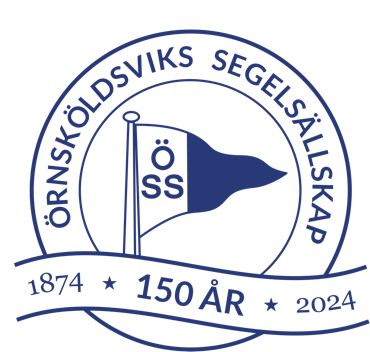 ÖRNSKÖLDSVIKS SEGELSÄLLSKAP
Ö
SS
1874 ★ 150 ÅR ★ 2024